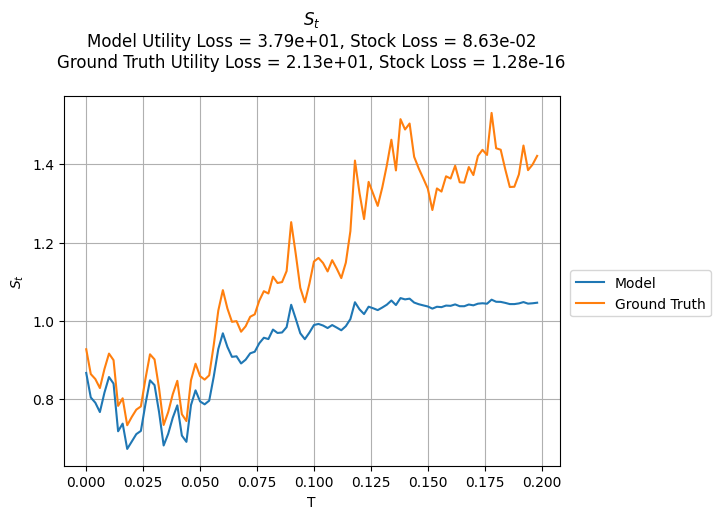 S_t
Model Utility Loss = 3.79e+01, Stock Loss = 8.63e-02
Ground Truth Utility Loss = 2.13e+01, Stock Loss = 1.28e-16
1.4
1.2
1.0
0.8
S_t
0.000 0.025 0.050 0.075 0.100 0.125 0.150 0.175 0.200
T
Model
Ground Truth